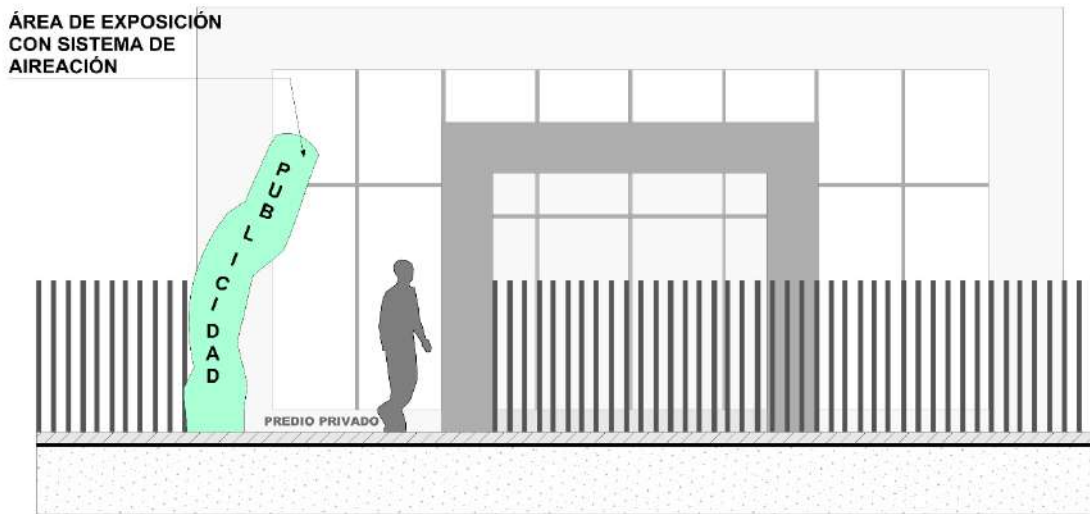 ÁREA DE EXPOSICIÓN
CON SISTEMA DE
AIREACIÓN
PUBLICIDAD
PREDIO PRIVADO